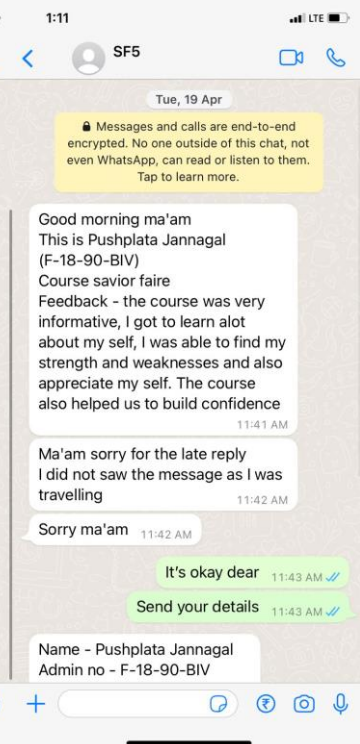 1:11
LTE
SF5
Tue, 19 Apr
Messages and calls are end-to-end
encrypted. No one outside of this chat, not
even WhatsApp, can read or listen to them.
Tap to learn more.
Good morning ma'am
This is Pushplata Jannagal
(F-18-90-BIV)
Course savior faire
Feedback - the course was very
informative, I got to learn alot
about my self, I was able to find my
strength and weaknesses and also
appreciate my self. The course
also helped us to build confidence
11:41 AM
Ma'am sorry for the late reply
I did not saw the message as I was
travelling
11:42 AM
Sorry ma'am 11:42 AM
It's okay dear 11:43 AM
Send your details 11:43 AM
Name - Pushplata Jannagal
Admin no - F-18-90-BIV
₹